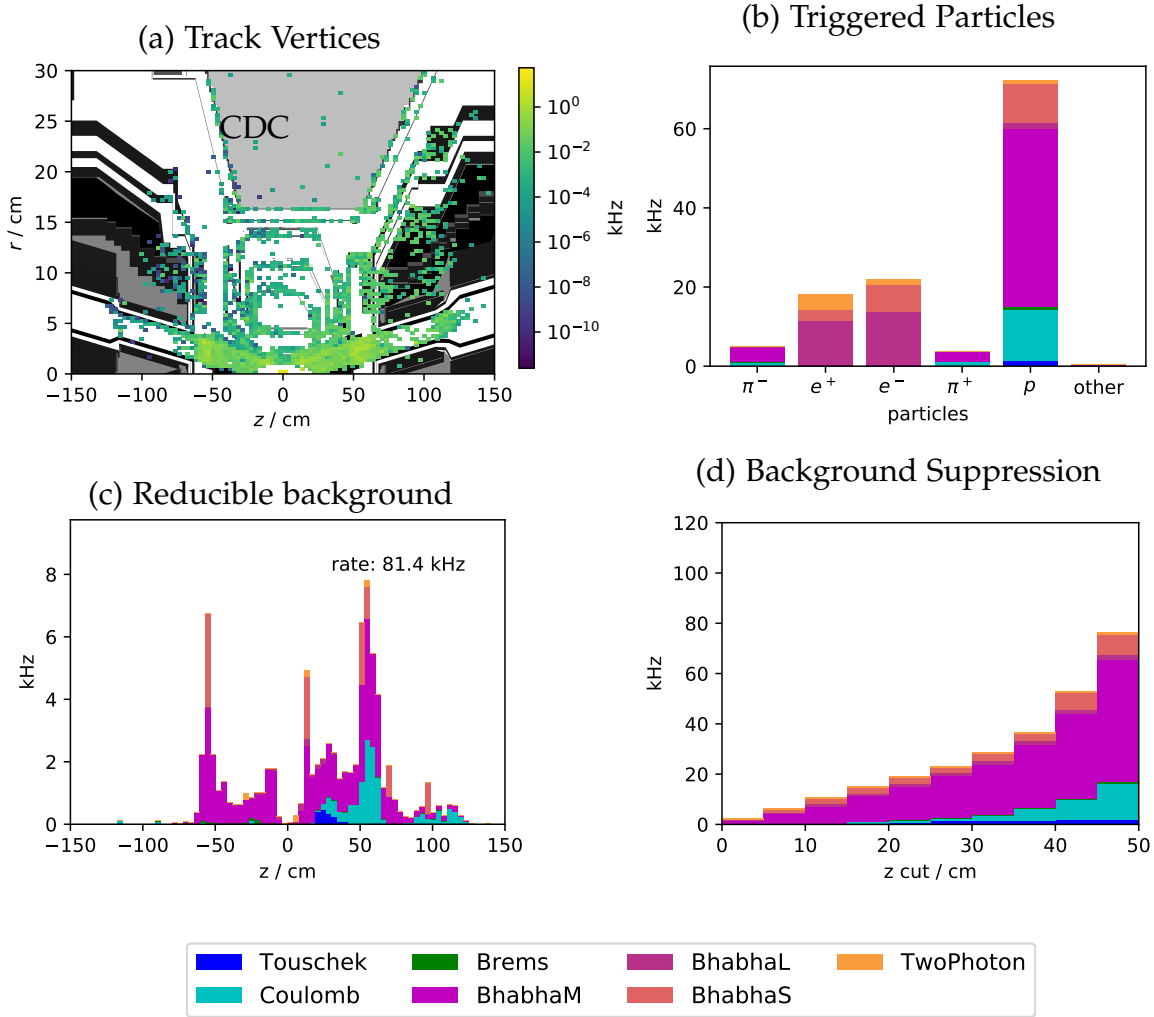 (a) Track Vertices
30
25
20
15
10
5
0
r / cm
CDC
−150
−100
−50
0
50
100
150
z / cm
10⁰
10⁻²
10⁻⁴
10⁻⁶
10⁻⁸
10⁻¹⁰
kHz
(b) Triggered Particles
60
40
20
0
kHz
π⁻
e⁺
e⁻
π⁺
p
other
particles
(c) Reducible background
rate: 81.4 kHz
8
6
4
2
0
kHz
−150
−100
−50
0
50
100
150
z / cm
(d) Background Suppression
120
100
80
60
40
20
0
kHz
0
10
20
30
40
50
z cut / cm
Touschek
Brems
BhabhaL
TwoPhoton
Coulomb
BhabhaM
BhabhaS